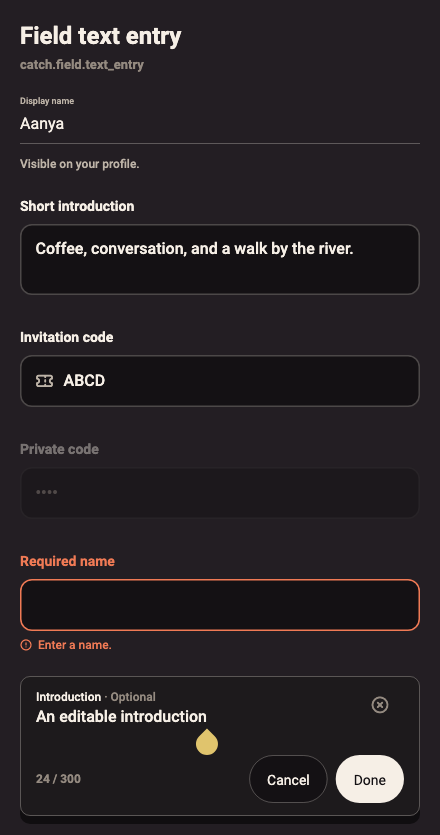 Field text entry
catch.field.text_entry
Display name
Aanya
Visible on your profile.
Short introduction
Coffee, conversation, and a walk by the river.
Invitation code
ABCD
Private code
••••
Required name
Enter a name.
Introduction · Optional
An editable introduction
24 / 300
Cancel
Done